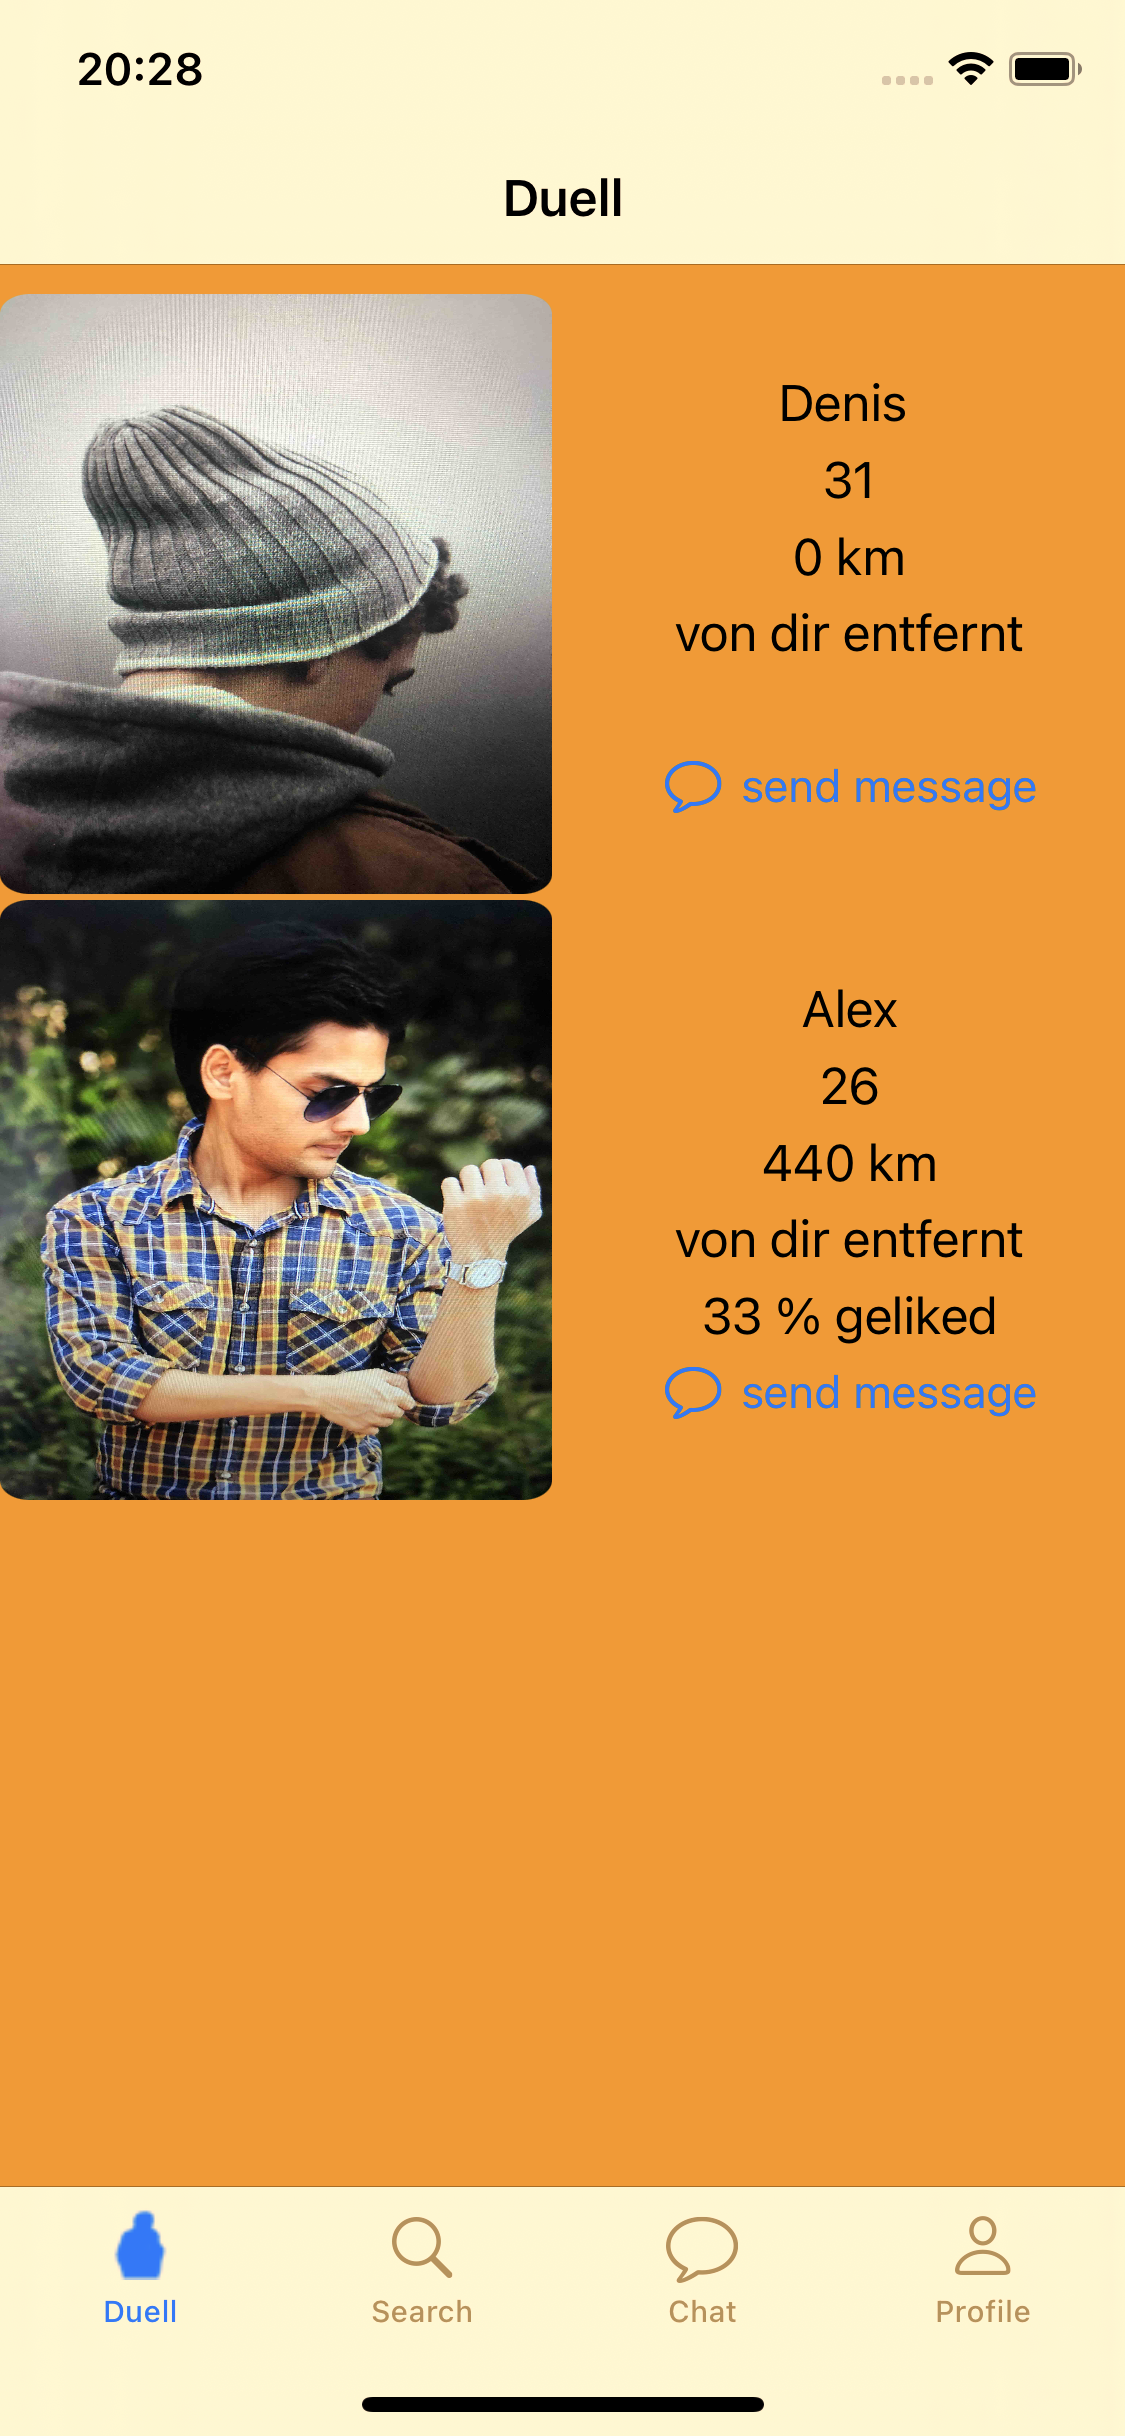 20:28
Duell
Denis
31
0 km
von dir entfernt
send message
Alex
26
440 km
von dir entfernt
33 % geliked
send message
Duell
Search
Chat
Profile